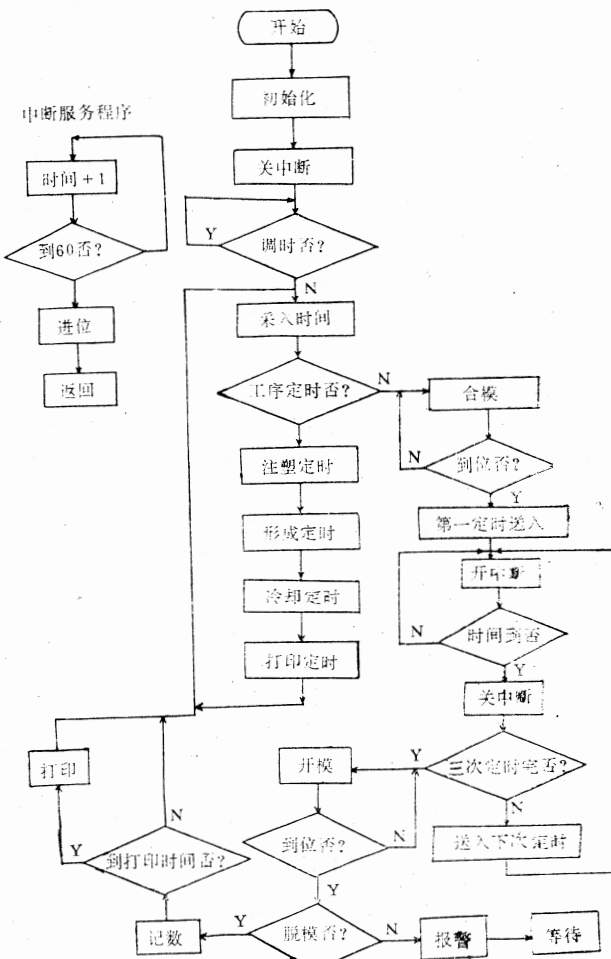 开始
初始化
中断服务程序
关中断
时间+1
Y
调时否?
到60否?
N
采入时间
进位
工序定时否?
N
合模
返回
注塑定时
N
到位否?
Y
第一定时送入
形成定时
开中断
冷却定时
N
时间到否
Y
打印定时
关中断
打印
开模
Y
三次定时完否?
N
N
到位否?
送入下次定时
Y
到打印时间否?
Y
Y
N
记数
脱模否?
报警
等待